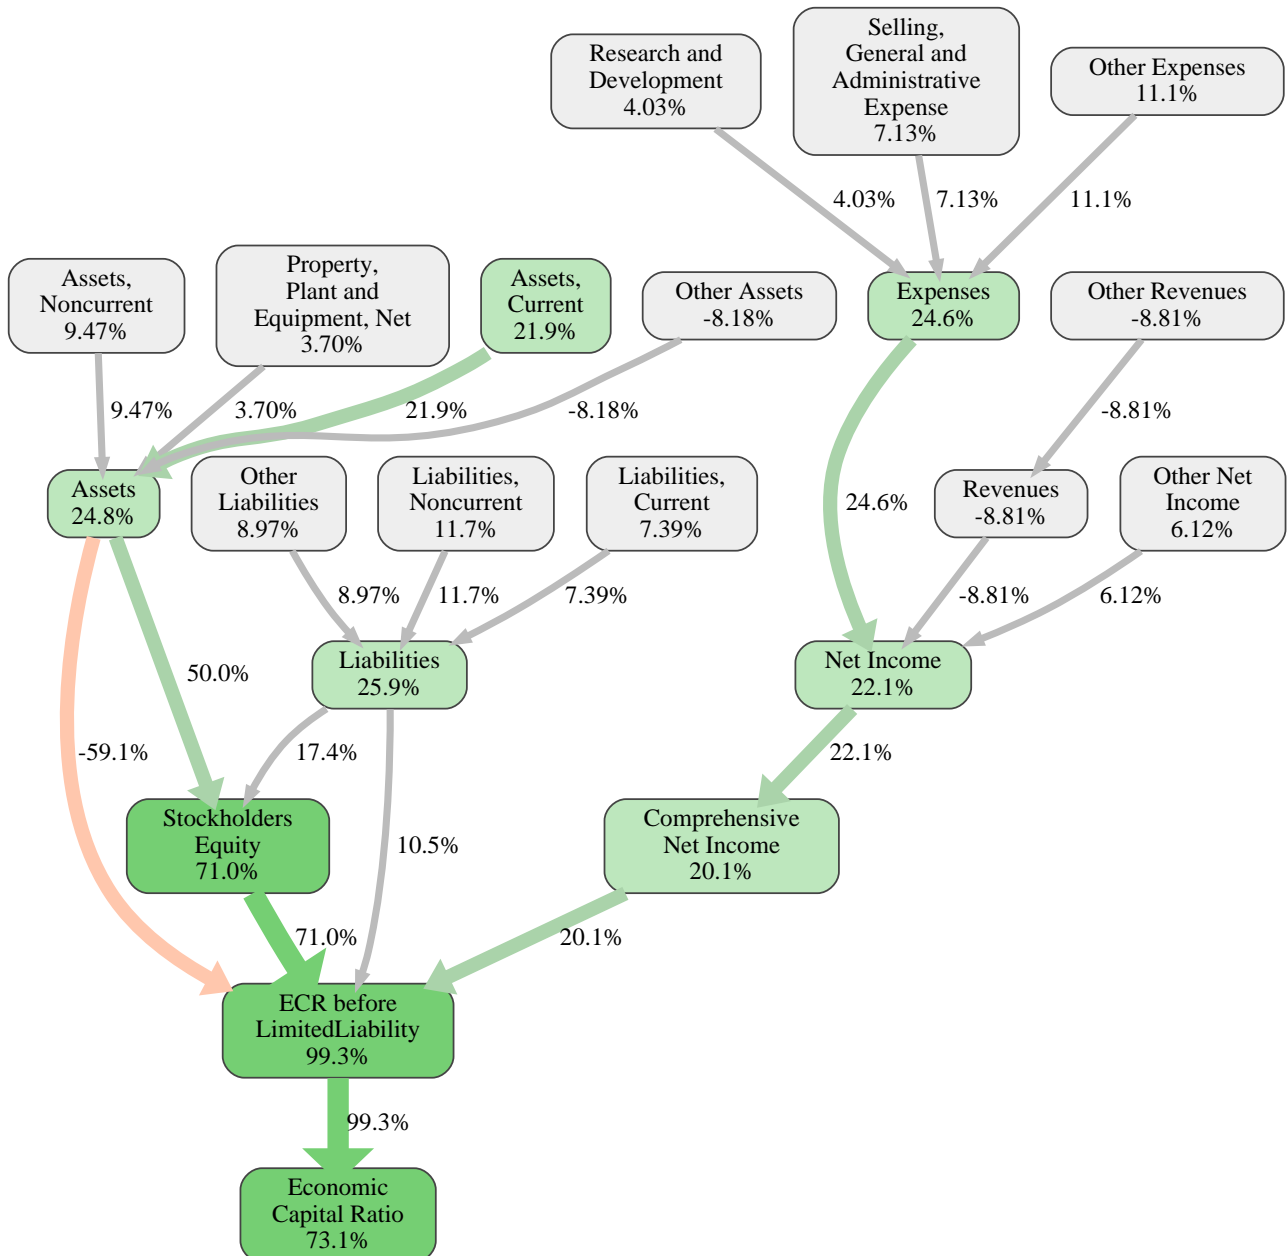 Research and
Development
4.03%
Selling,
General and
Administrative
Expense
7.13%
Other Expenses
11.1%
4.03%
7.13%
11.1%
Assets,
Noncurrent
9.47%
Property,
Plant and
Equipment, Net
3.70%
Assets,
Current
21.9%
Other Assets
-8.18%
Expenses
24.6%
Other Revenues
-8.81%
9.47%
3.70%
21.9%
-8.18%
-8.81%
Assets
24.8%
Other
Liabilities
8.97%
Liabilities,
Noncurrent
11.7%
Liabilities,
Current
7.39%
24.6%
Revenues
-8.81%
Other Net
Income
6.12%
8.97%
11.7%
7.39%
-8.81%
6.12%
50.0%
Liabilities
25.9%
Net Income
22.1%
-59.1%
17.4%
22.1%
Stockholders
Equity
71.0%
10.5%
Comprehensive
Net Income
20.1%
71.0%
20.1%
ECR before
LimitedLiability
99.3%
99.3%
Economic
Capital Ratio
73.1%